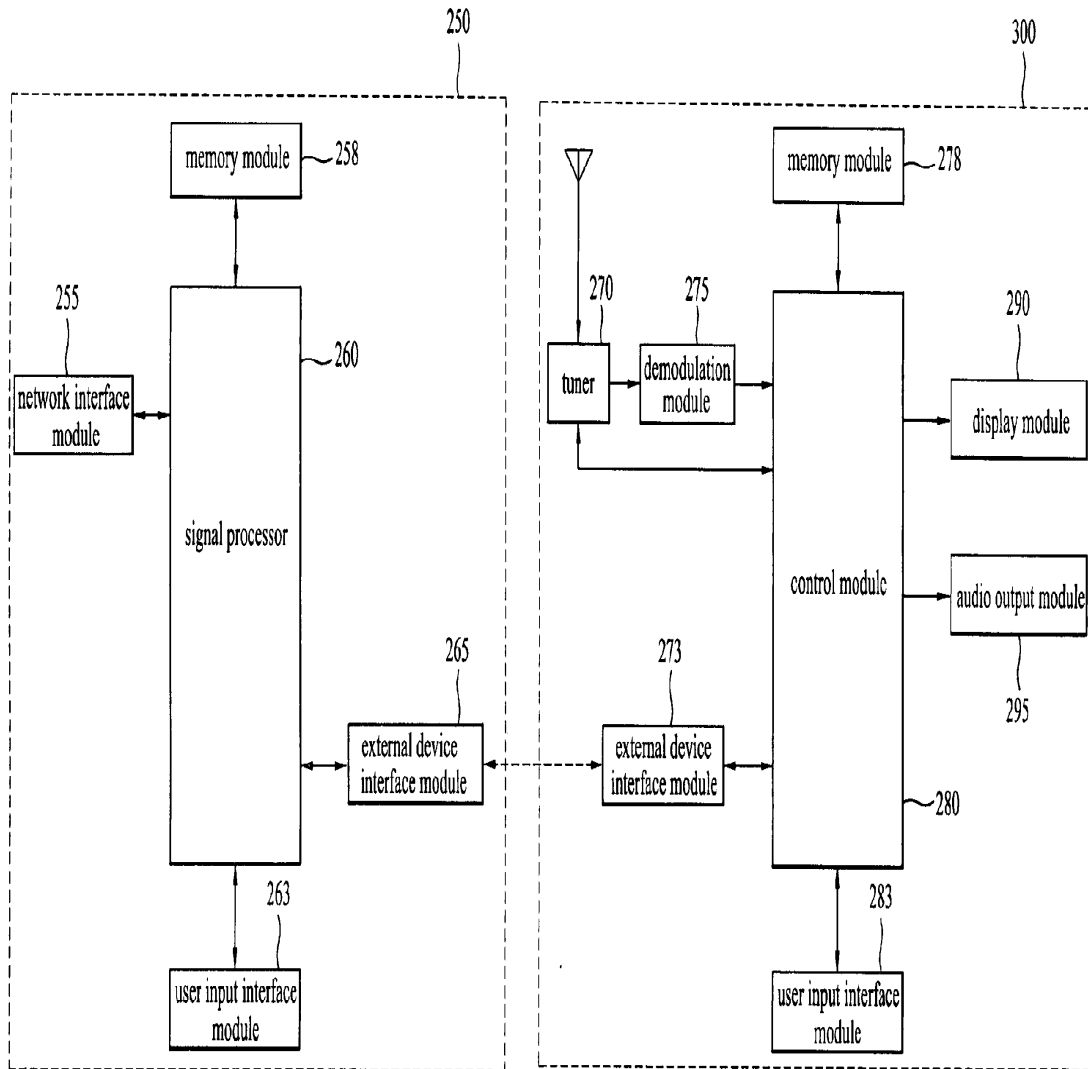 250
300
memory module
258
memory module
278
255
260
270
275
290
network interface
module
tuner
demodulation
module
display module
signal processor
control module
audio output module
295
265
273
external device
interface module
external device
interface module
280
263
283
user input interface
module
user input interface
module